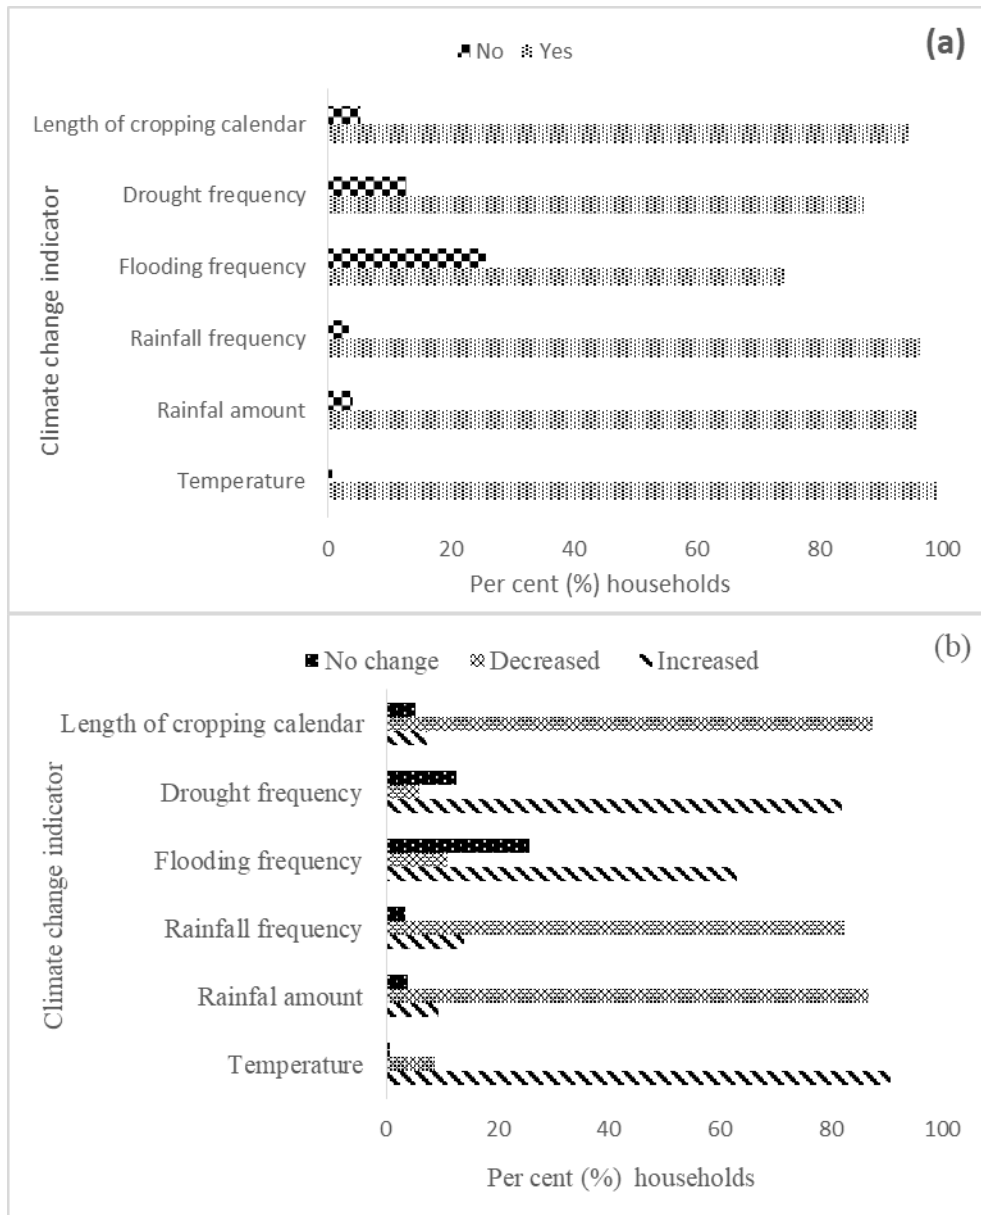 (a)
No Yes
Length of cropping calendar
Drought frequency
Flooding frequency
Rainfall frequency
Rainfal amount
Temperature
Climate change indicator
0 20 40 60 80 100
Per cent (%) households
(b)
No change Decreased Increased
Length of cropping calendar
Drought frequency
Flooding frequency
Rainfall frequency
Rainfal amount
Temperature
Climate change indicator
0 20 40 60 80 100
Per cent (%) households